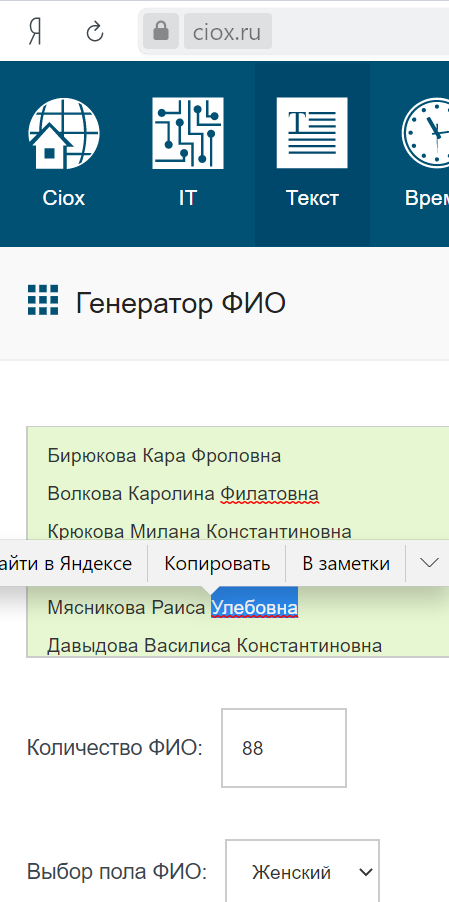 Я ciox.ru
Ciox IT Текст Врем
Генератор ФИО
Бирюкова Кара Фроловна
Волкова Каролина Филатовна
Крюкова Милана Константиновна
айти в Яндексе Копировать В заметки
Мясникова Раиса Улебовна
Давыдова Василиса Константиновна
Количество ФИО: 88
Выбор пола ФИО: Женский